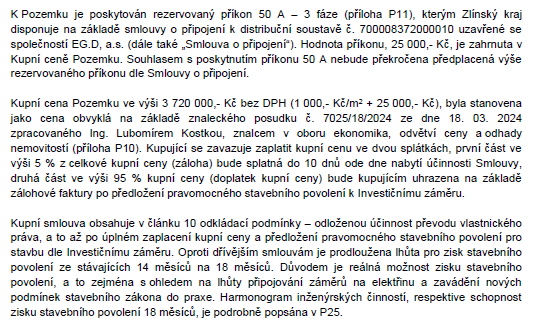 K Pozemku je poskytován rezervovaný příkon 50 A – 3 fáze (příloha P11), kterým Zlínský kraj
disponuje na základě smlouvy o připojení k distribuční soustavě č. 700008372000010 uzavřené se
společností EG.D, a.s. (dále také „Smlouva o připojení“). Hodnota příkonu, 25 000,- Kč, je zahrnuta v
Kupní ceně Pozemku. Souhlasem s poskytnutím příkonu 50 A nebude překročena předplacená výše
rezervovaného příkonu dle Smlouvy o připojení.
Kupní cena Pozemku ve výši 3 720 000,- Kč bez DPH (1 000,- Kč/m² + 25 000,- Kč), byla stanovena
jako cena obvyklá na základě znaleckého posudku č. 7025/18/2024 ze dne 18. 03. 2024
zpracovaného Ing. Lubomírem Kostkou, znalcem v oboru ekonomika, odvětví ceny a odhady
nemovitostí (příloha P10). Kupující se zavazuje zaplatit kupní cenu ve dvou splátkách, první část ve
výši 5 % z celkové kupní ceny (záloha) bude splatná do 10 dnů ode dne nabytí účinnosti Smlouvy,
druhá část ve výši 95 % kupní ceny (doplatek kupní ceny) bude kupujícím uhrazena na základě
zálohové faktury po předložení pravomocného stavebního povolení k Investičnímu záměru.
Kupní smlouva obsahuje v článku 10 odkládací podmínky – odloženou účinnost převodu vlastnického
práva, a to až po úplném zaplacení kupní ceny a předložení pravomocného stavebního povolení pro
stavbu dle Investičnímu záměru. Oproti dřívějším smlouvám je prodloužena lhůta pro zisk stavebního
povolení ze stávajících 14 měsíců na 18 měsíců. Důvodem je reálná možnost zisku stavebního
povolení, a to zejména s ohledem na lhůty připojování záměrů na elektřinu a zavádění nových
podmínek stavebního zákona do praxe. Harmonogram inženýrských činností, respektive schopnost
zisku stavebního povolení 18 měsíců, je podrobně popsána v P25.